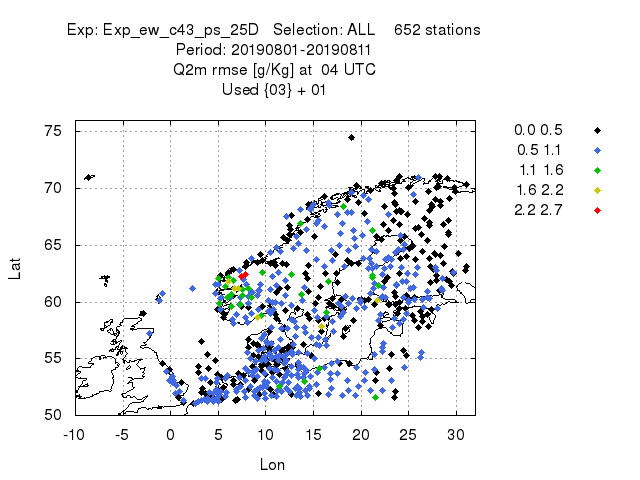 Exp: Exp_ew_c43_ps_25D Selection: ALL 652 stations
Period: 20190801-20190811
Q2m rmse [g/Kg] at 04 UTC
Used {03} + 01
0.0 0.5
0.5 1.1
1.1 1.6
1.6 2.2
2.2 2.7
75
70
65
60
55
50
Lat
-10 -5 0 5 10 15 20 25 30
Lon